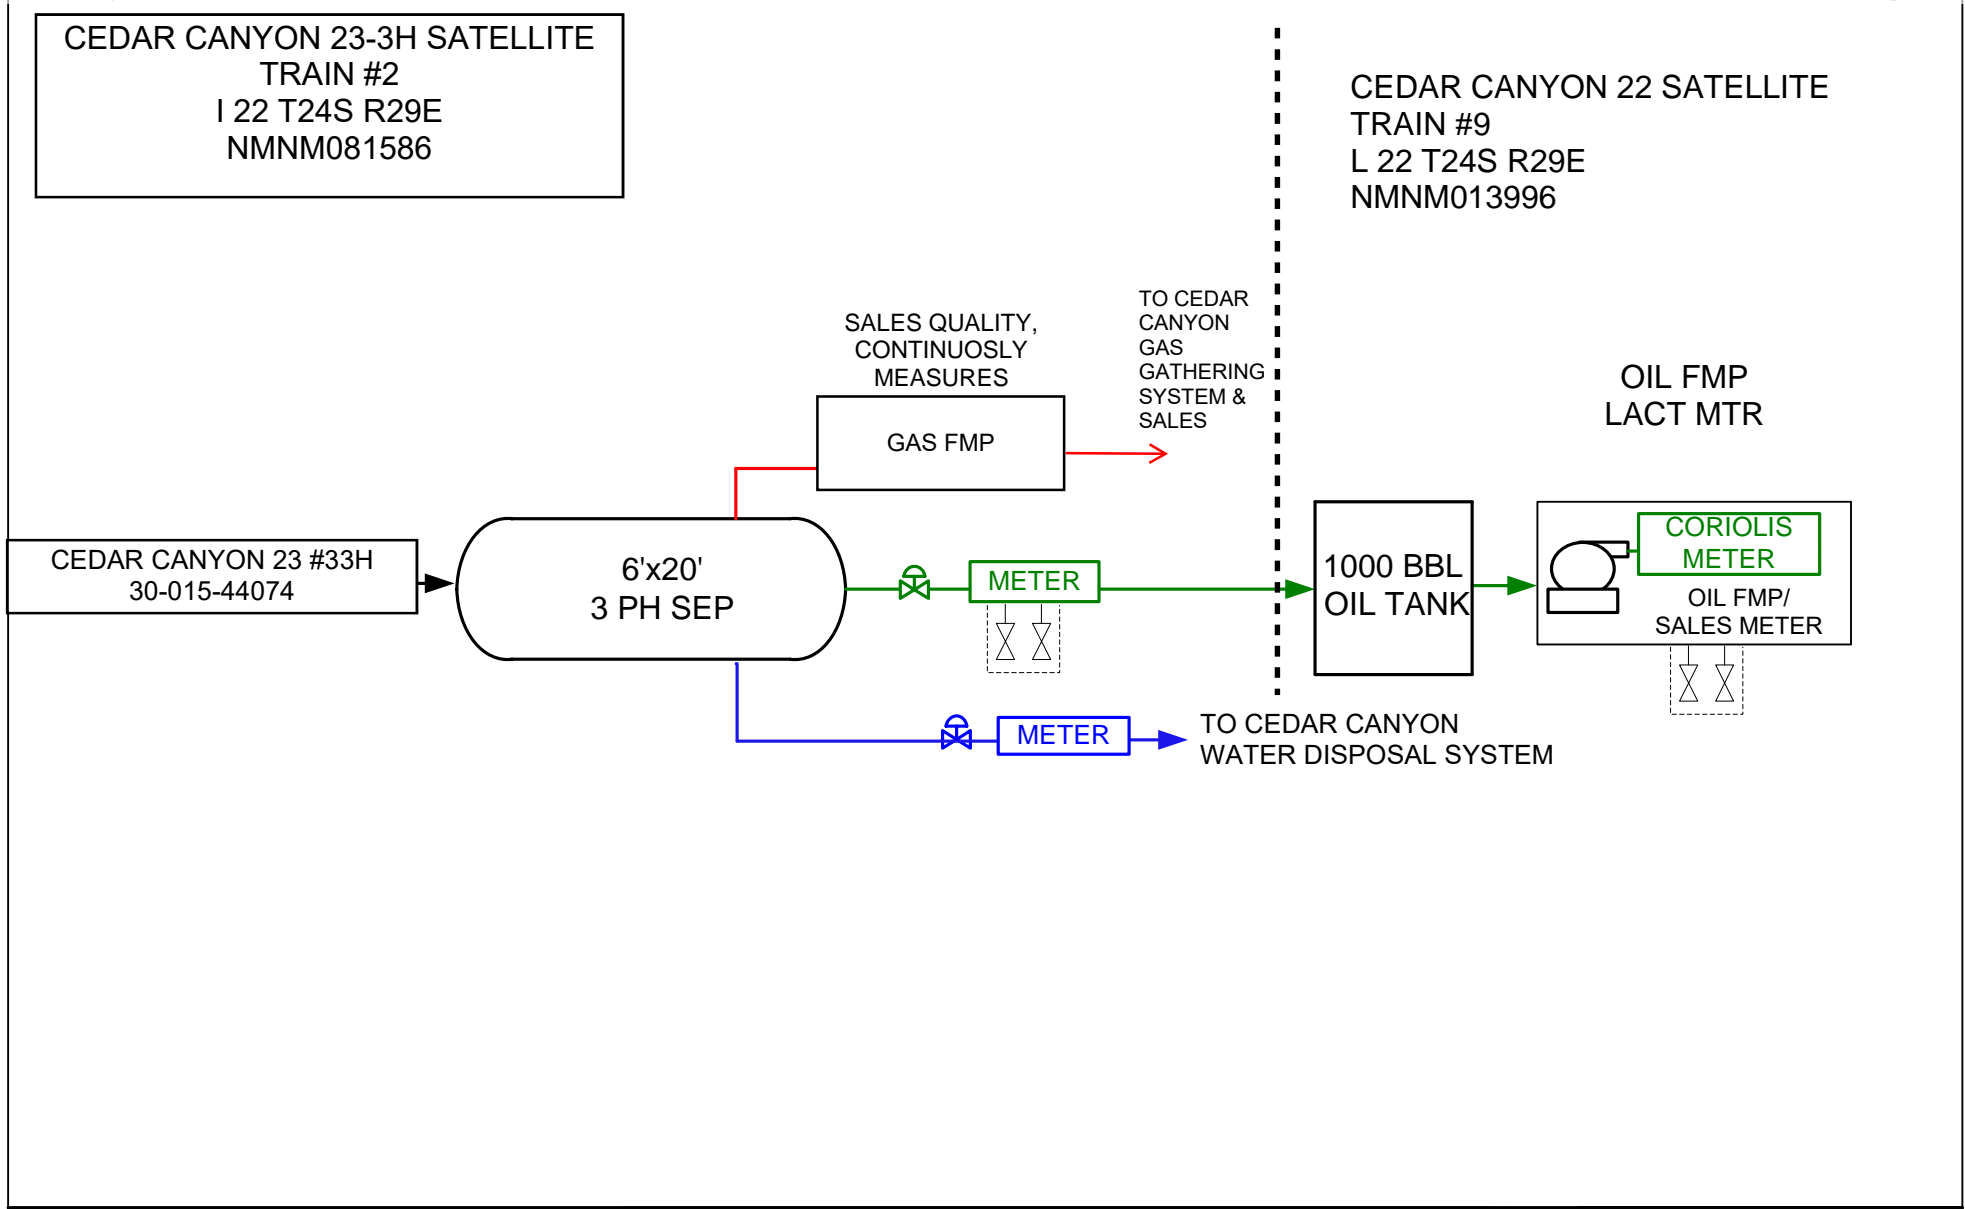 CEDAR CANYON 23-3H SATELLITE
TRAIN #2
I 22 T24S R29E
NMNM081586
CEDAR CANYON 22 SATELLITE
TRAIN #9
L 22 T24S R29E
NMNM013996
SALES QUALITY,
CONTINUOSLY
MEASURES
GAS FMP
TO CEDAR
CANYON
GAS
GATHERING
SYSTEM &
SALES
OIL FMP
LACT MTR
CEDAR CANYON 23 #33H
30-015-44074
6'x20'
3 PH SEP
METER
1000 BBL
OIL TANK
CORIOLIS
METER
OIL FMP/
SALES METER
METER
TO CEDAR CANYON
WATER DISPOSAL SYSTEM